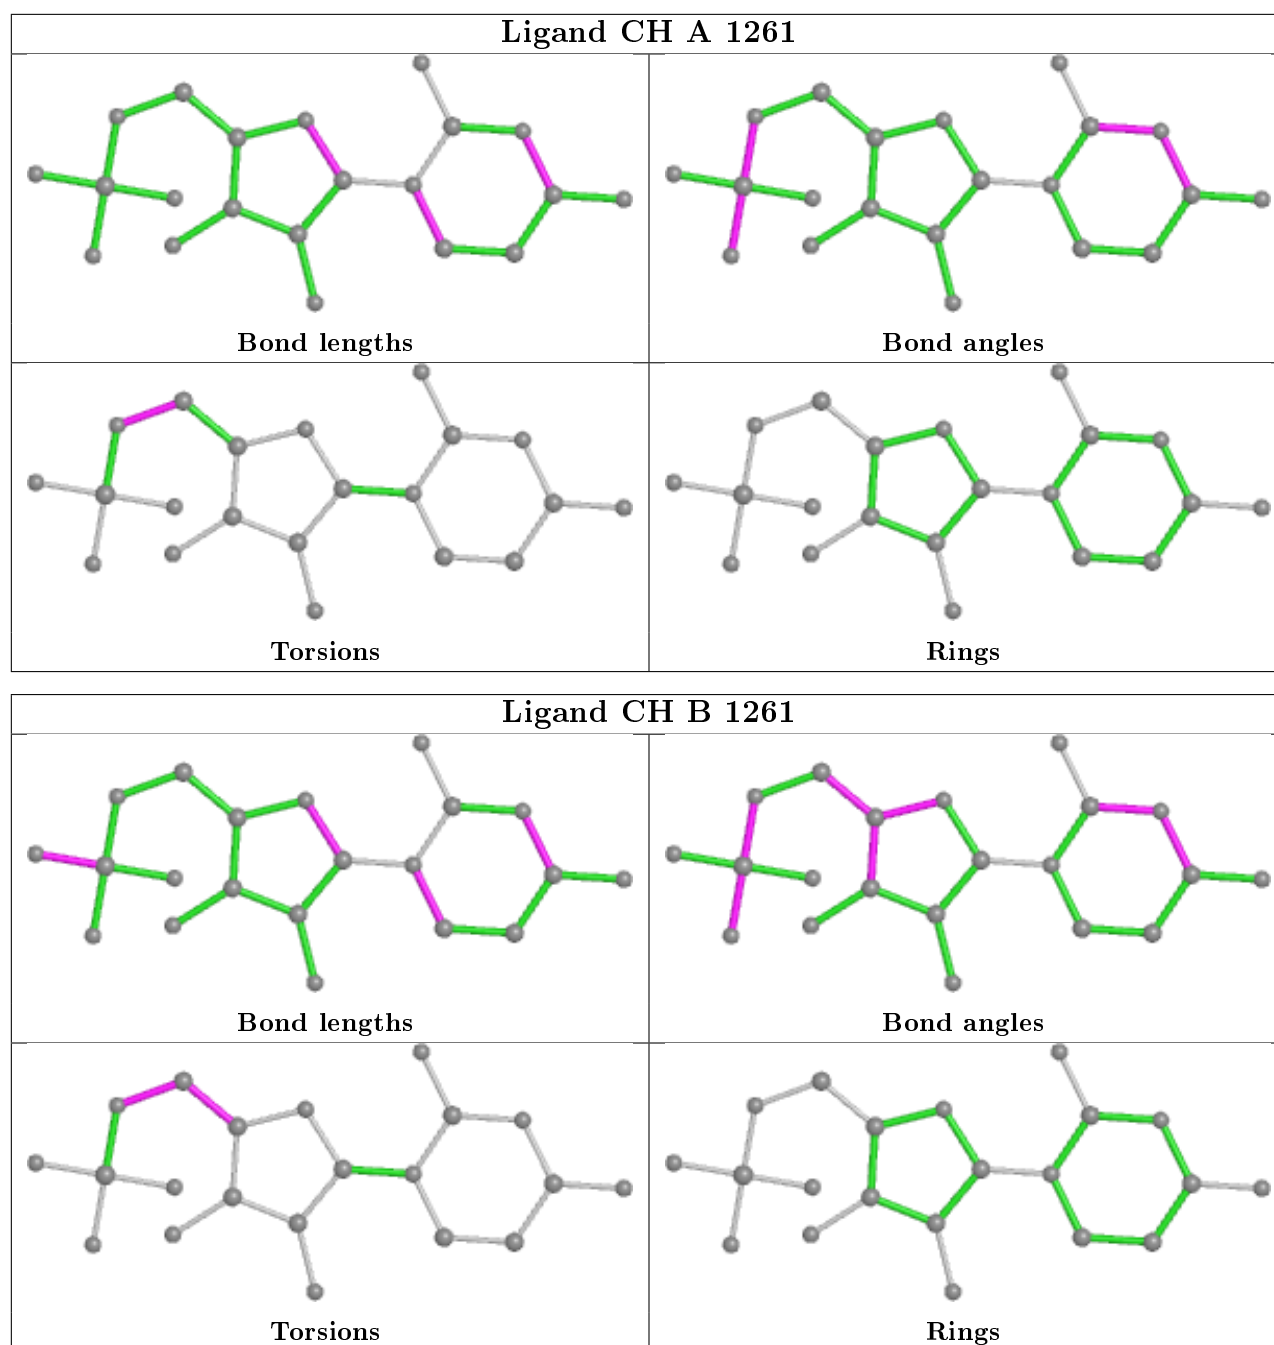 Ligand CH A 1261
Bond lengths
Bond angles
Torsions
Rings
Ligand CH B 1261
Bond lengths
Bond angles
Torsions
Rings